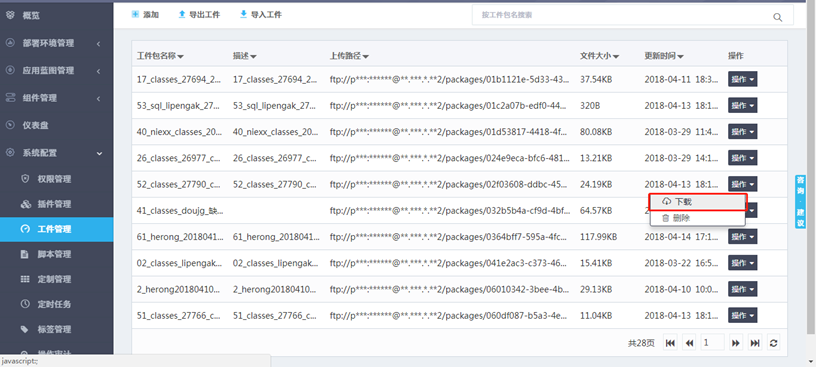 概览
部署环境管理
应用蓝图管理
组件管理
仪表盘
系统配置
权限管理
插件管理
工件管理
脚本管理
定制管理
定时任务
标签管理
操作审计
javascript:;
添加 导出工件 导入工件 按工件包名搜索
工件包名称 描述 上传路径 文件大小 更新时间 操作
17_classes_27694_2... 17_classes_27694_2... ftp://p***:******@**.***.*.**2/packages/01b1121e-5d33-43... 37.54KB 2018-04-11 18:3... 操作
53_sql_lipengak_27... 53_sql_lipengak_27... ftp://p***:******@**.***.*.**2/packages/01c2a07b-edf0-44... 320B 2018-04-13 18:1... 操作
40_niexx_classes_20... 40_niexx_classes_20... ftp://p***:******@**.***.*.**2/packages/01d53817-4418-4f... 80.08KB 2018-03-29 11:4... 操作
26_classes_26977_c... 26_classes_26977_c... ftp://p***:******@**.***.*.**2/packages/024e9eca-bfc6-481... 13.21KB 2018-03-29 14:1... 操作
52_classes_27790_c... 52_classes_27790_c... ftp://p***:******@**.***.*.**2/packages/02f03608-ddbc-45... 24.19KB 2018-04-13 18:1... 操作
41_classes_doujg_缺... ftp://p***:******@**.***.*.**2/packages/032b5b4a-cf9d-4bf... 64.57KB 2 操作
下载
删除
61_herong_2018041... 61_herong_2018041... ftp://p***:******@**.***.*.**2/packages/0364bff7-595a-4fc... 117.99KB 2018-04-14 17:1... 操作
02_classes_lipengak... 02_classes_lipengak... ftp://p***:******@**.***.*.**2/packages/041e2ac3-c373-46... 15.41KB 2018-03-22 16:5... 操作
2_herong20180410... 2_herong20180410... ftp://p***:******@**.***.*.**2/packages/06010342-3bee-4b... 29.13KB 2018-04-10 10:0... 操作
51_classes_27766_c... 51_classes_27766_c... ftp://p***:******@**.***.*.**2/packages/060df087-b5a3-4e... 11.04KB 2018-04-13 18:1... 操作
共28页 1
咨询·建议